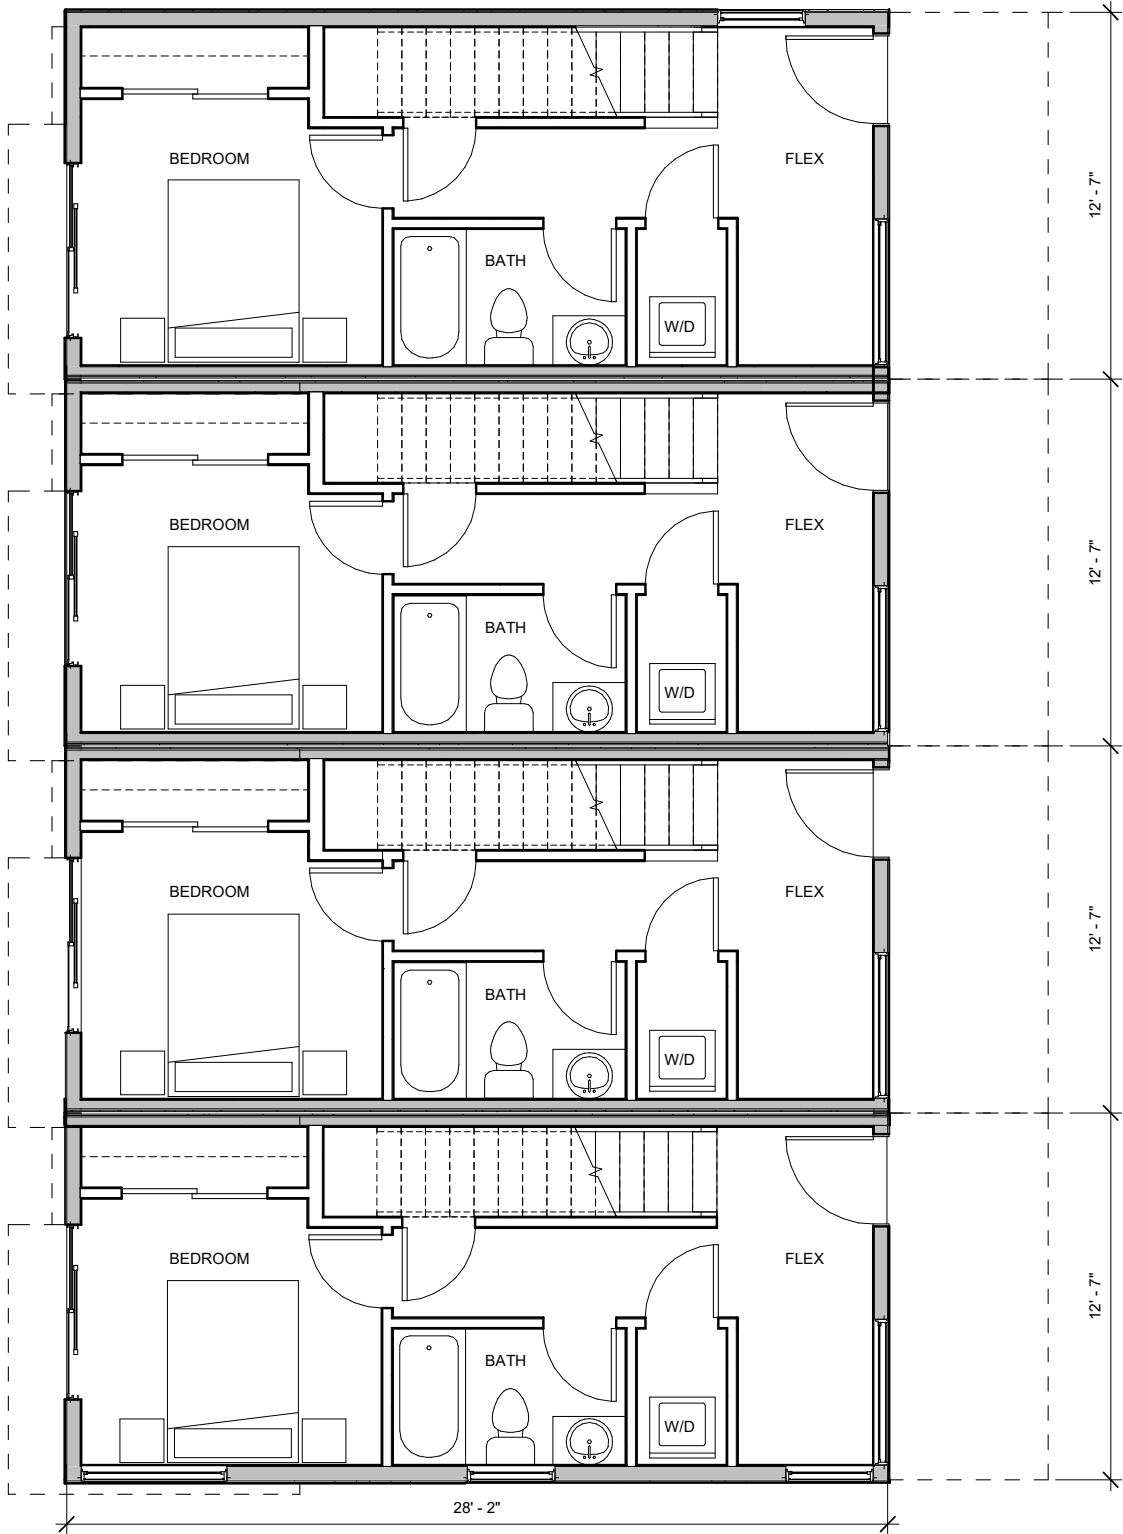 BEDROOM
FLEX
12' - 7"
BATH
W/D
BEDROOM
FLEX
12' - 7"
BATH
W/D
BEDROOM
FLEX
12' - 7"
BATH
W/D
BEDROOM
FLEX
12' - 7"
BATH
W/D
28' - 2"